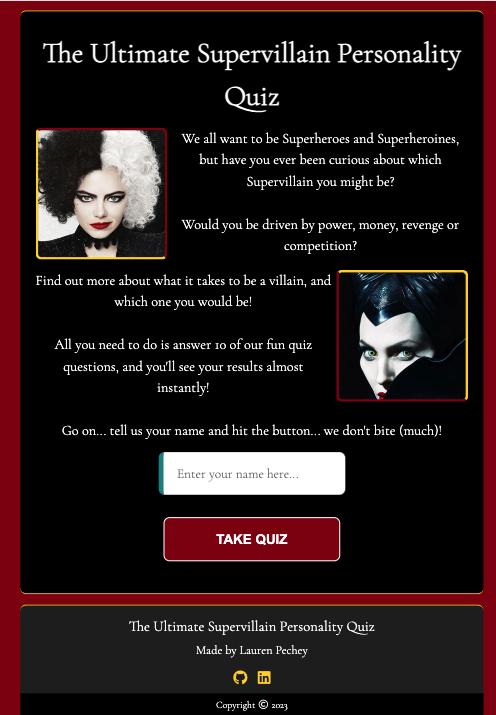 The Ultimate Supervillain Personality
Quiz
We all want to be Superheroes and Superheroines,
but have you ever been curious about which
Supervillain you might be?
Would you be driven by power, money, revenge or
competition?
Find out more about what it takes to be a villain, and
which one you would be!
All you need to do is answer 10 of our fun quiz
questions, and you'll see your results almost
instantly!
Go on... tell us your name and hit the button... we don't bite (much)!
Enter your name here...
TAKE QUIZ
The Ultimate Supervillain Personality Quiz
Made by Lauren Pechey
Copyright © 2023